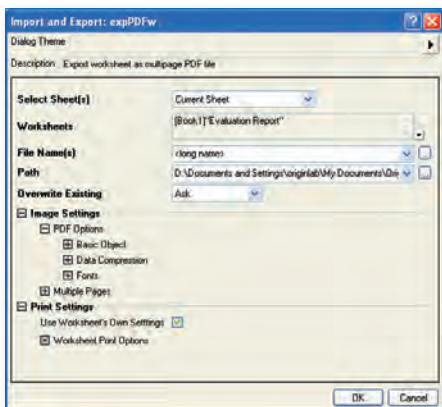 Import and Export: expPDFw
Dialog Theme
Description Export worksheet as multipage PDF file
Select Sheet(s) Current Sheet
Worksheets [Book1]"Evaluation Report"
File Name(s) <long name>
Path D:\Documents and Settings\originlab\My Documents\Ori
Overwrite Existing Ask
Image Settings
PDF Options
Basic Object
Data Compression
Fonts
Multiple Pages
Print Settings
Use Worksheet's Own Settings
Worksheet Print Options
OK Cancel